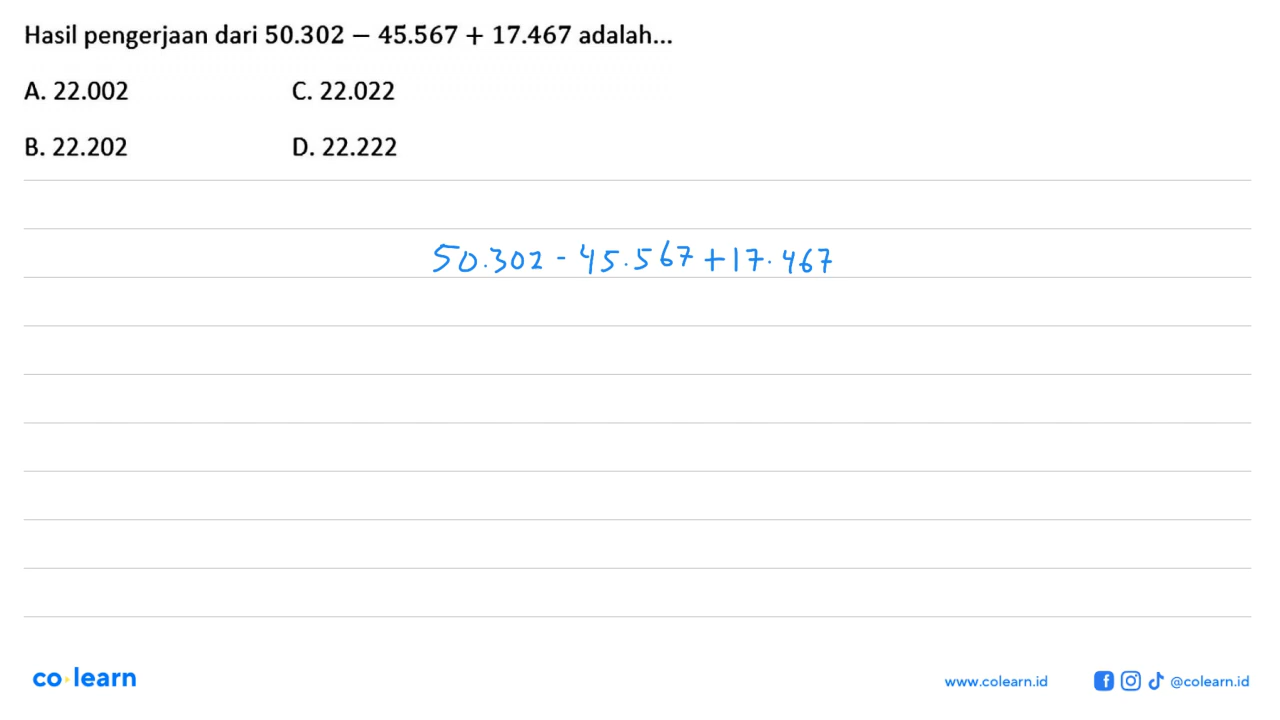 Hasil pengerjaan dari 50.302 − 45.567 + 17.467 adalah...
A. 22.002 C. 22.022
B. 22.202 D. 22.222
50.302 - 45.567 + 17.467
co learn
www.colearn.id @colearn.id